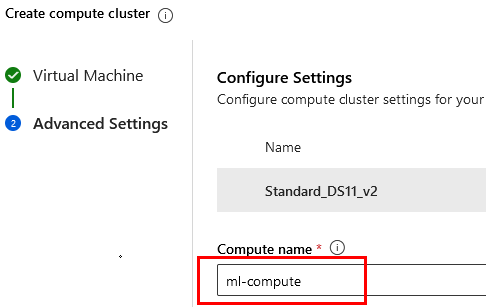 Create compute cluster
Virtual Machine
2 Advanced Settings
Configure Settings
Configure compute cluster settings for your
Name
Standard_DS11_v2
Compute name *
ml-compute